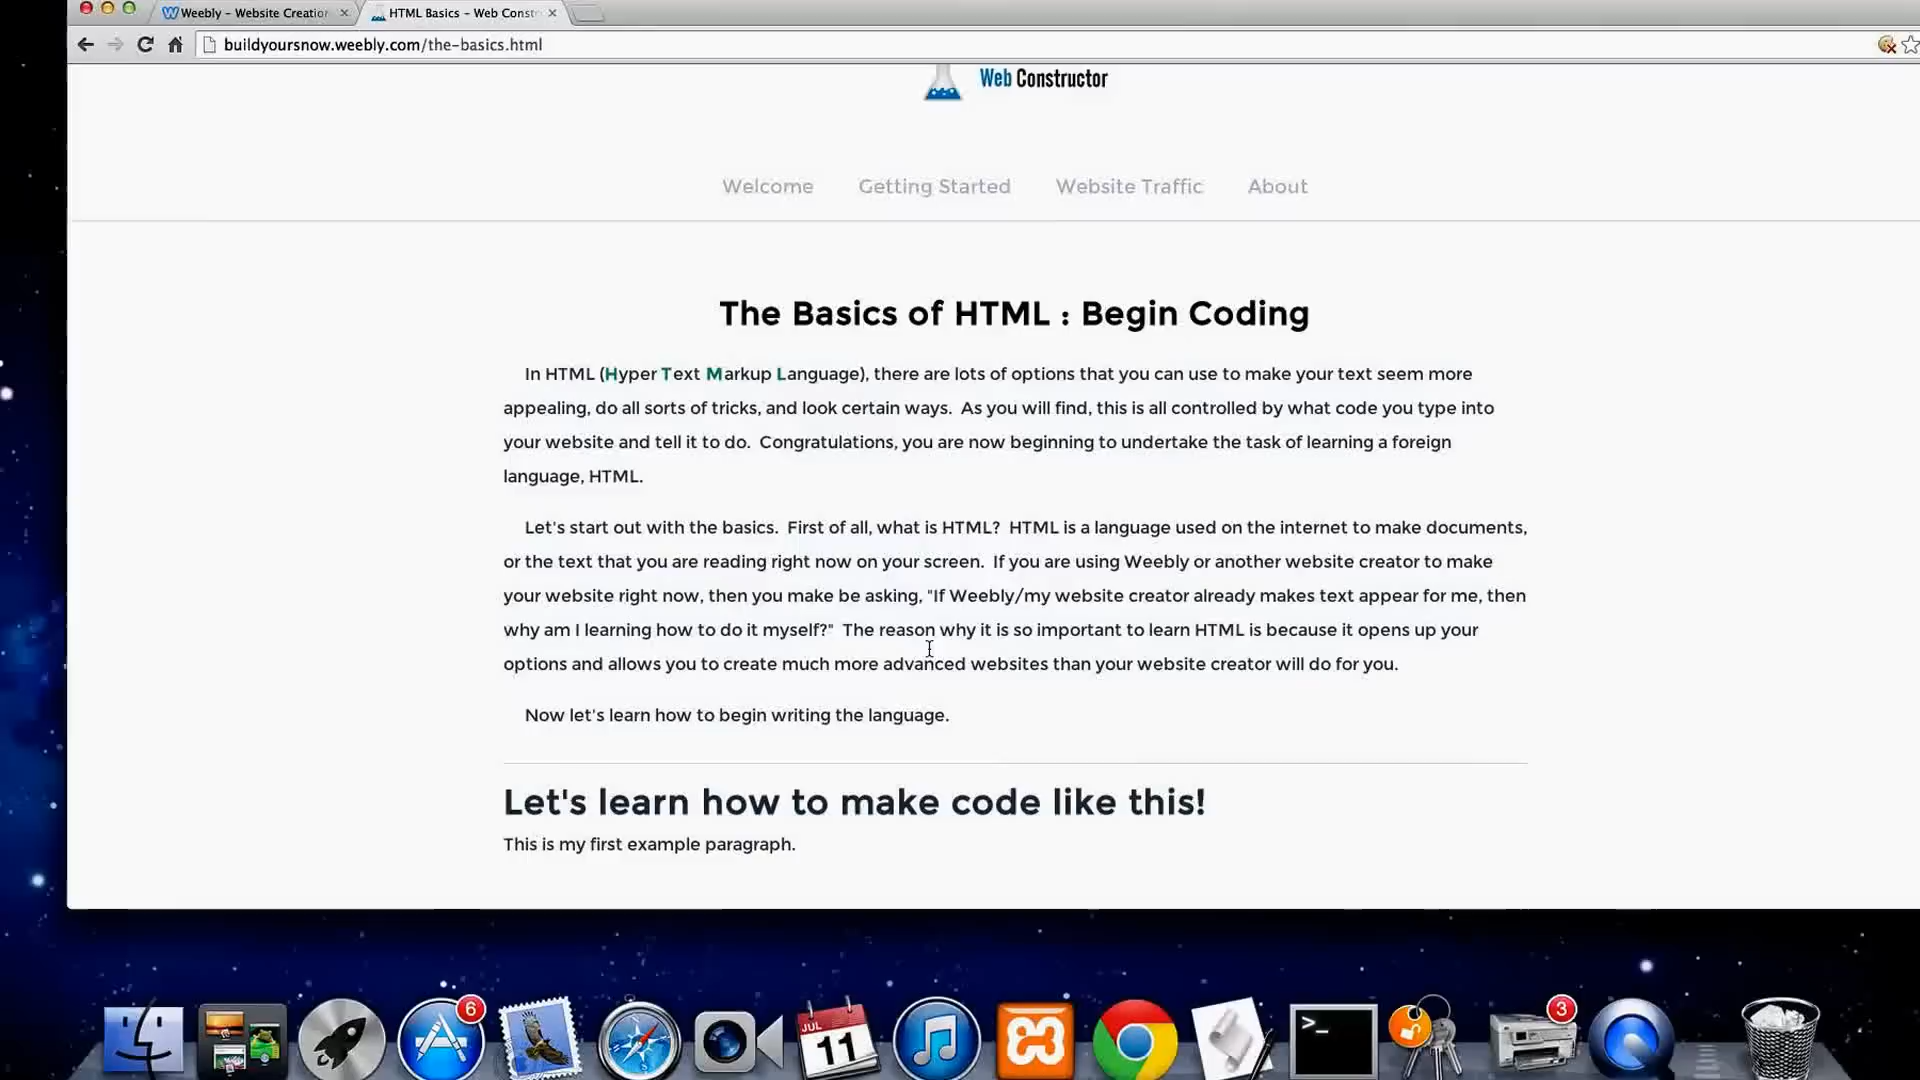 Weebly - Website Creation
HTML Basics - Web Const
buildyoursnow.weebly.com/the-basics.html
Web Constructor
Welcome Getting Started Website Traffic About
The Basics of HTML : Begin Coding
In HTML (Hyper Text Markup Language), there are lots of options that you can use to make your text seem more
appealing, do all sorts of tricks, and look certain ways. As you will find, this is all controlled by what code you type into
your website and tell it to do. Congratulations, you are now beginning to undertake the task of learning a foreign
language, HTML.
Let's start out with the basics. First of all, what is HTML? HTML is a language used on the internet to make documents,
or the text that you are reading right now on your screen. If you are using Weebly or another website creator to make
your website right now, then you make be asking, "If Weebly/my website creator already makes text appear for me, then
why am I learning how to do it myself?" The reason why it is so important to learn HTML is because it opens up your
options and allows you to create much more advanced websites than your website creator will do for you.
Now let's learn how to begin writing the language.
Let's learn how to make code like this!
This is my first example paragraph.
6
JUL
11
>_
3